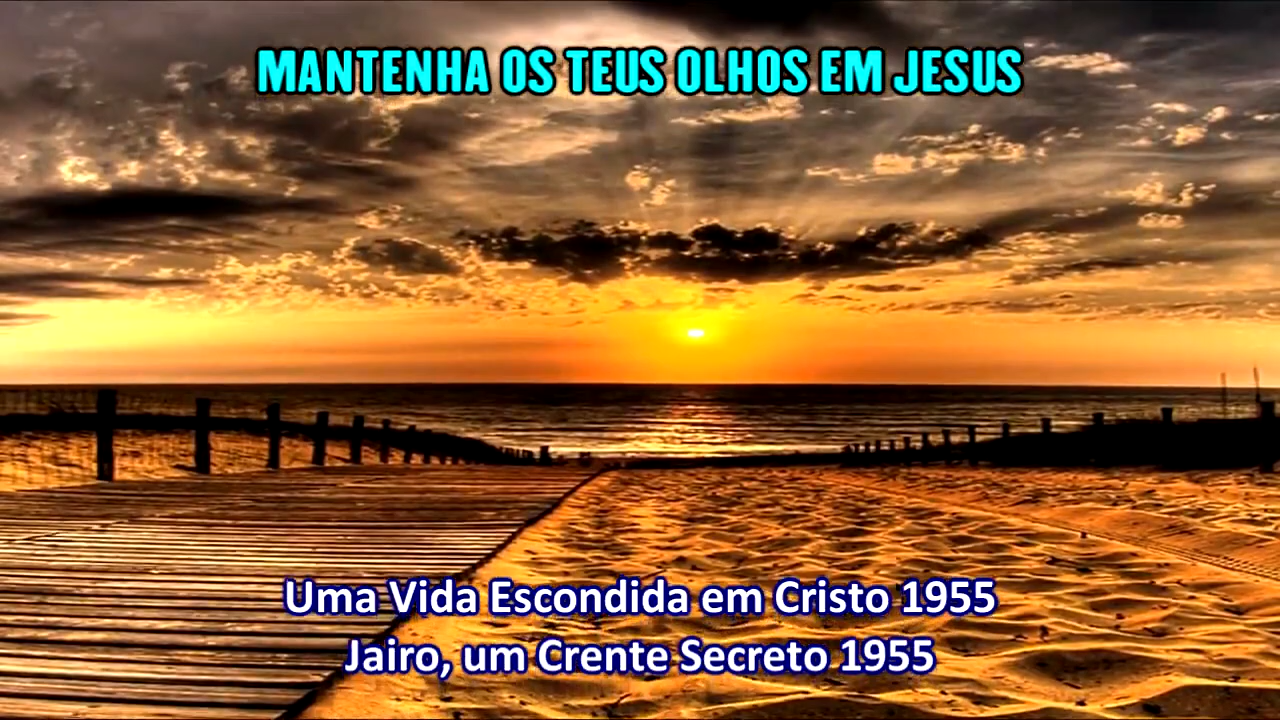 MANTENHA OS TEUS OLHOS EM JESUS
Uma Vida Escondida em Cristo 1955
Jairo, um Crente Secreto 1955